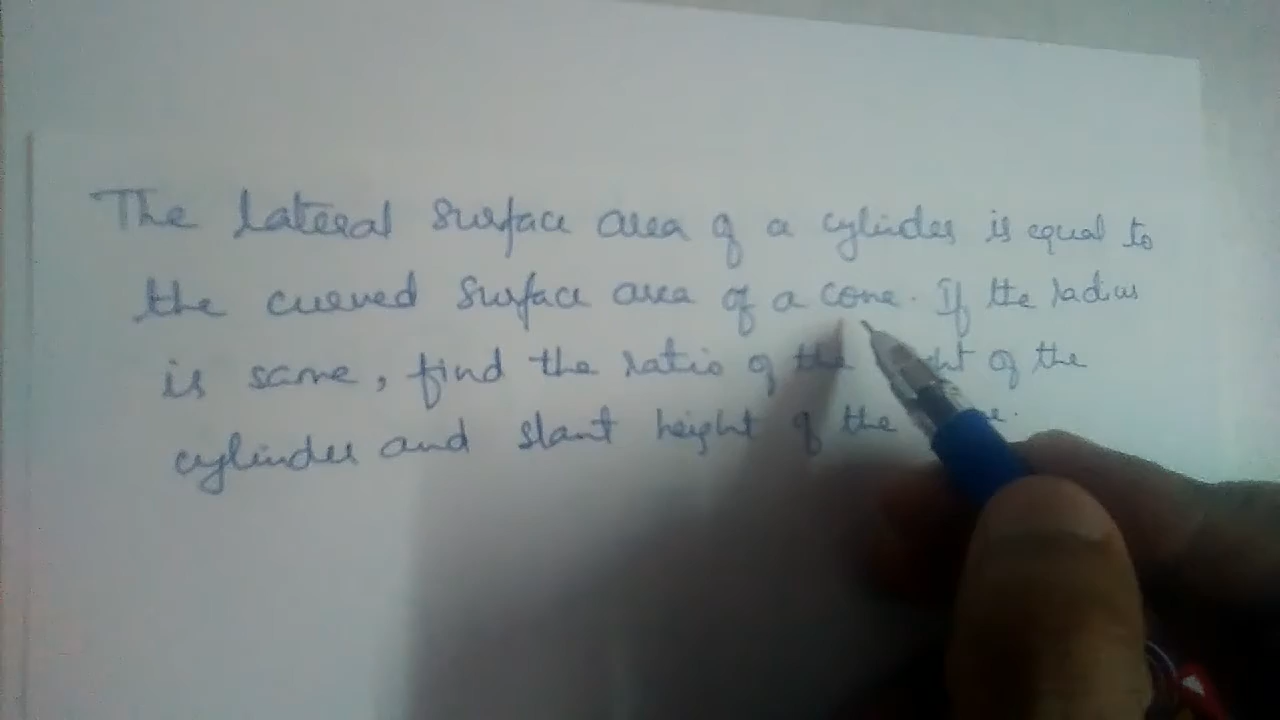 The lateral surface area of a cylinder is equal to
the curved surface area of a cone. If the radius
is same, find the ratio of the of the
cylinder and slant height of the